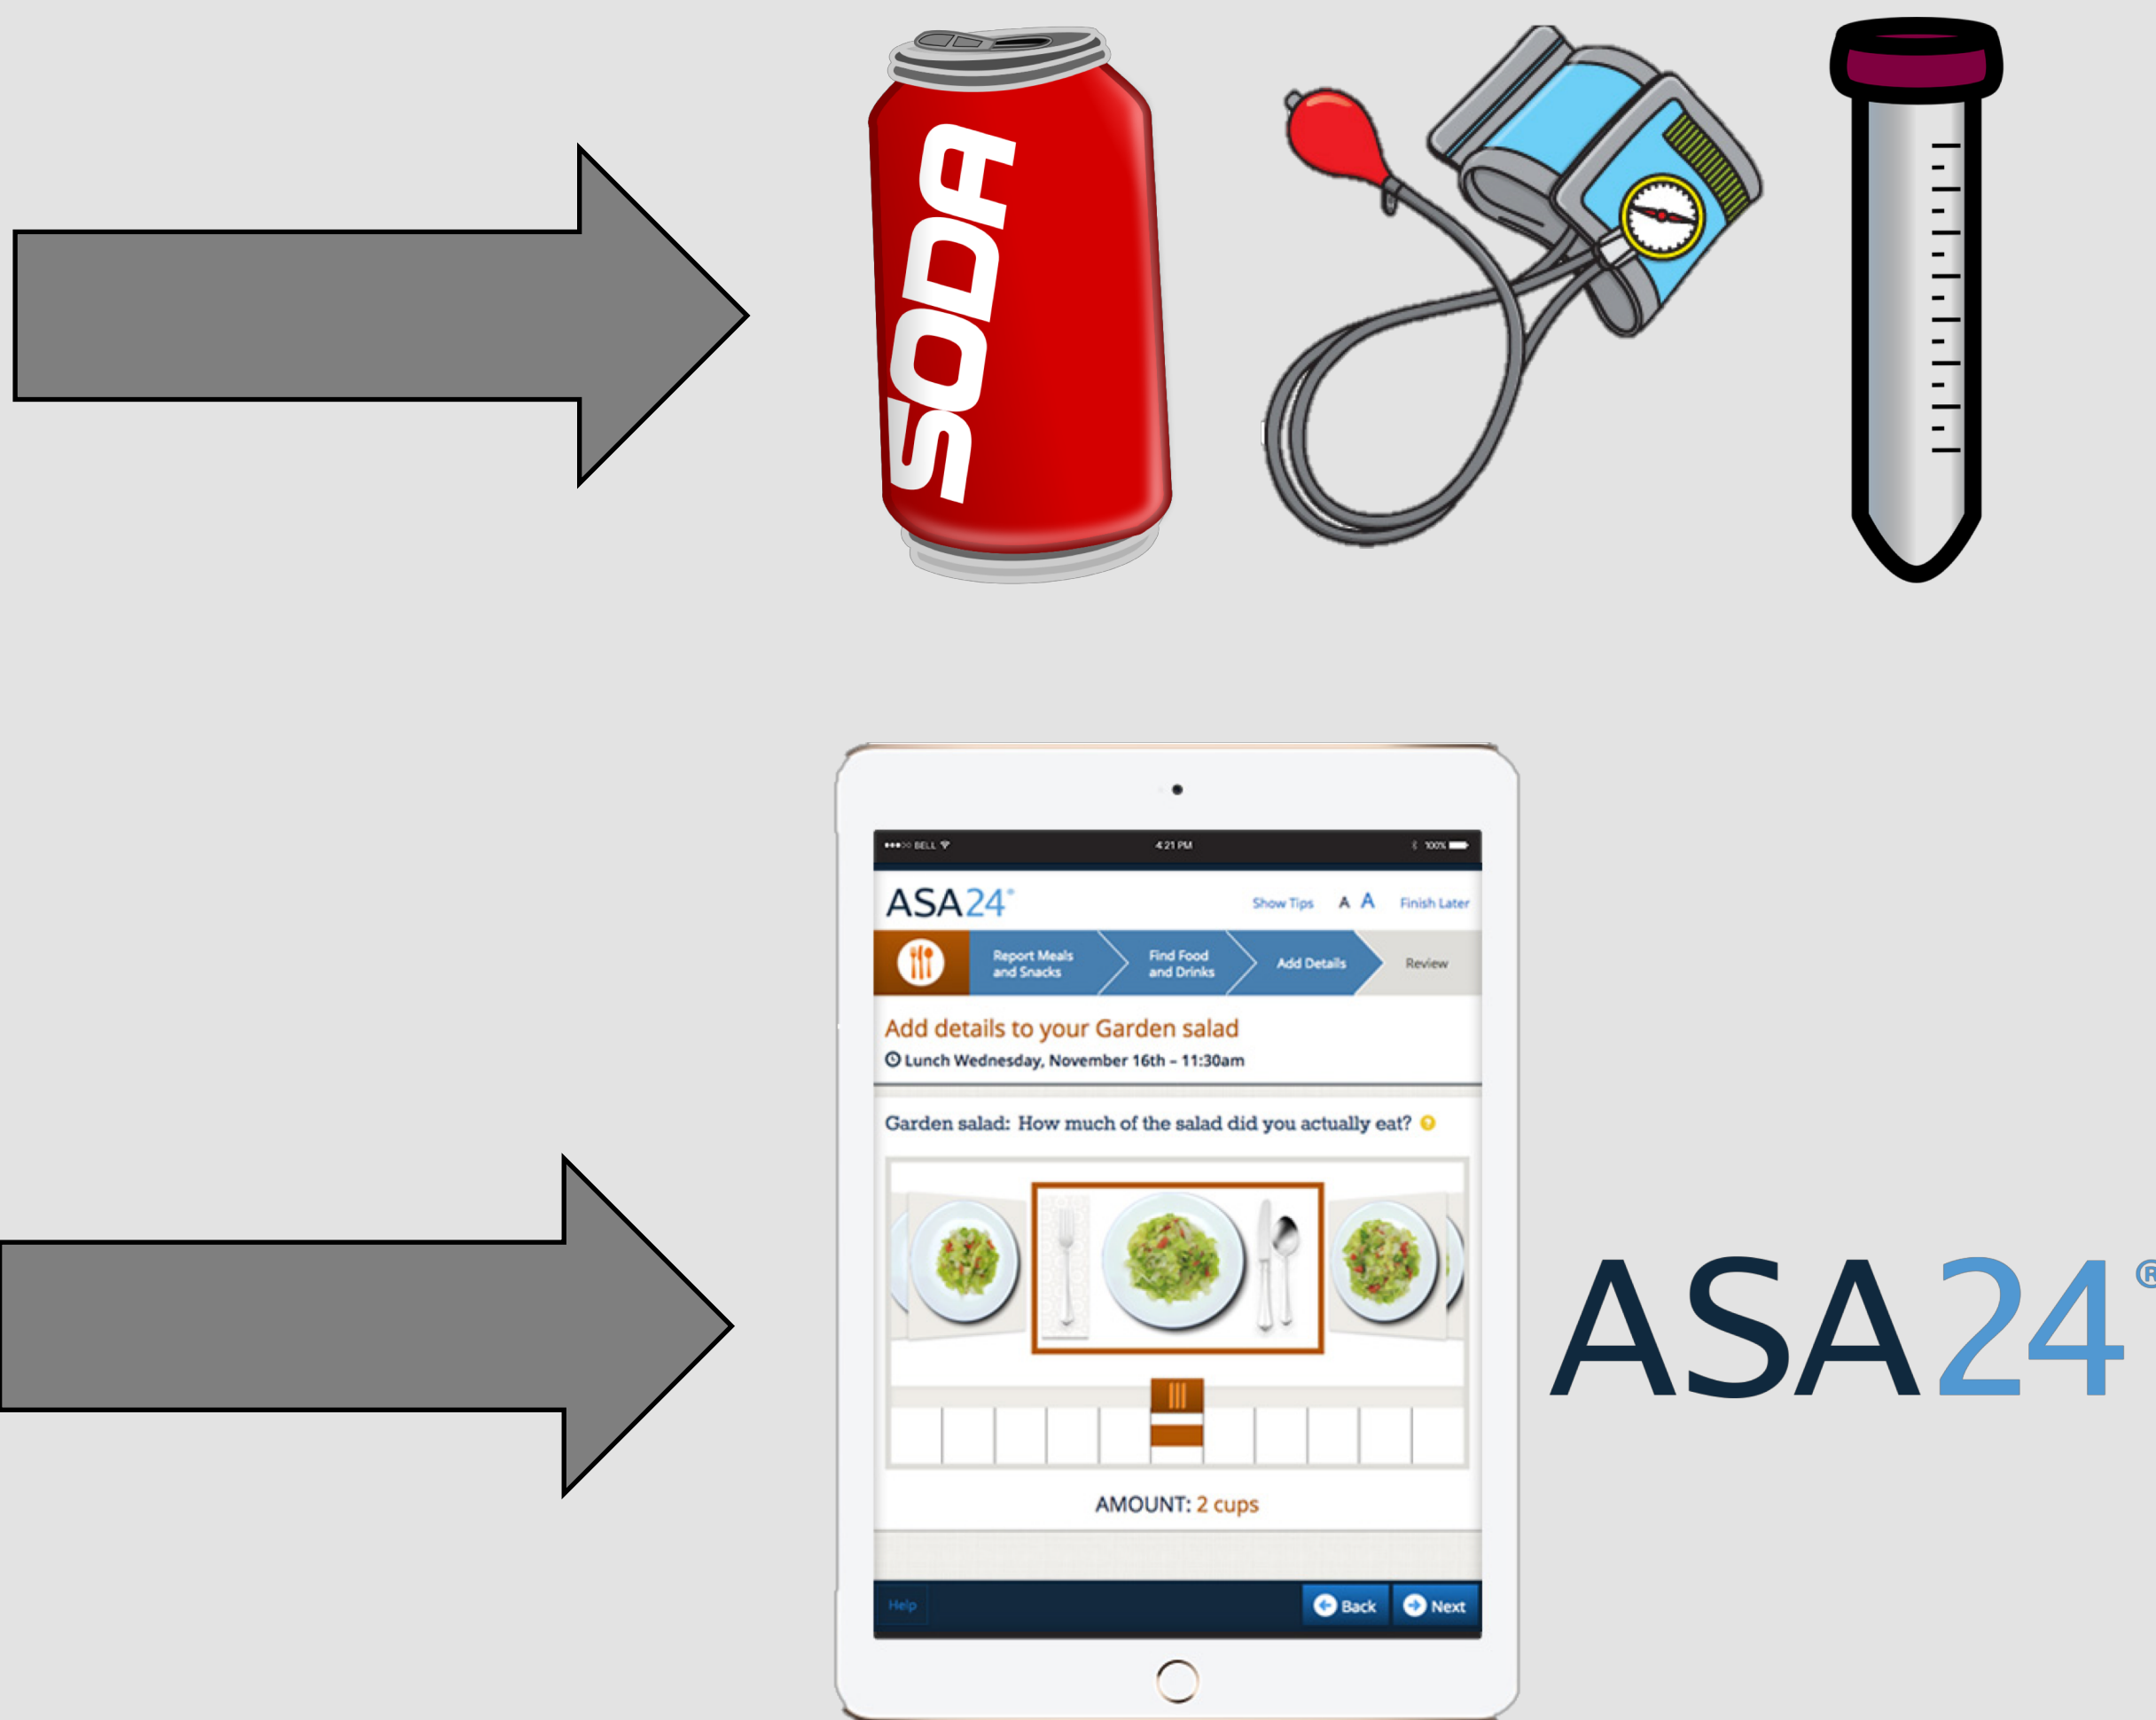 SODA
●●●○○ BELL 4:21 PM 100%
ASA24® Show Tips A A Finish Later
Report Meals
and Snacks
Find Food
and Drinks
Add Details
Review
Add details to your Garden salad
Lunch Wednesday, November 16th – 11:30am
Garden salad: How much of the salad did you actually eat? ?
AMOUNT: 2 cups
Help Back Next
ASA24®